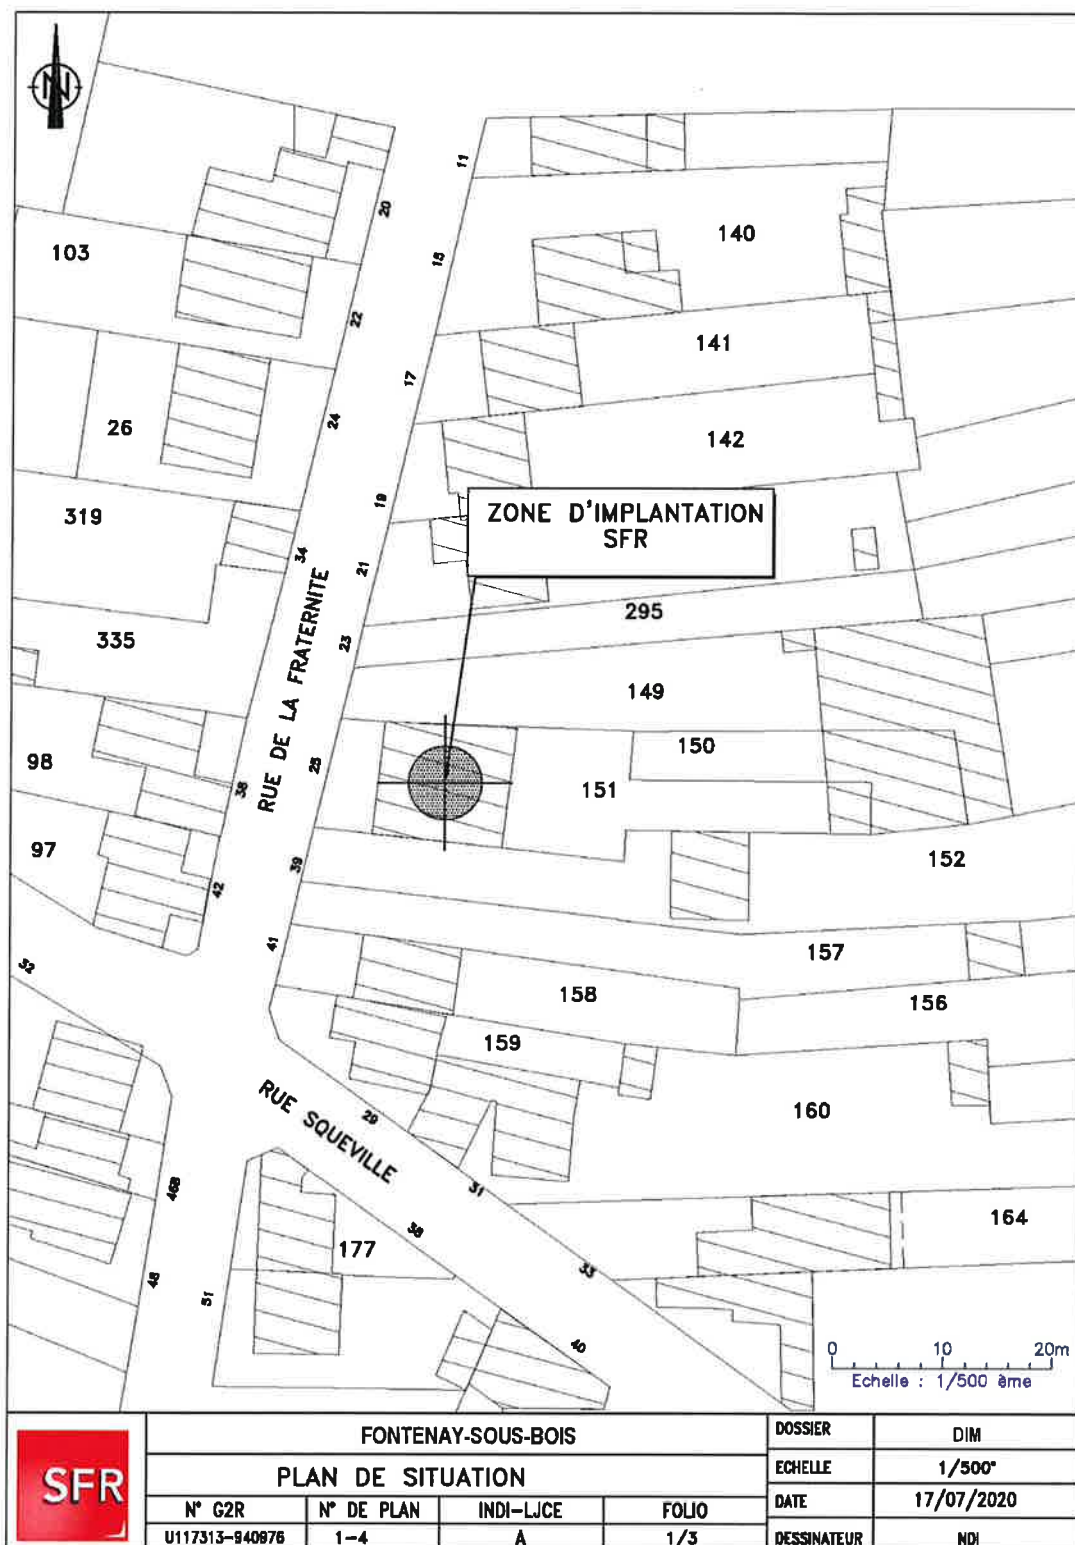 N
11
20
103
140
15
22
141
17
24
26
142
19
319
ZONE D'IMPLANTATION
SFR
34
21
295
335
23
RUE DE LA FRATERNITE
149
150
98
25
38
151
97
39
152
42
41
157
32
158
156
159
29
160
RUE SQUEVILLE
31
46B
38
164
177
33
48
51
40
0 10 20m
Echelle : 1/500 ème
SFR
FONTENAY-SOUS-BOIS
DOSSIER DIM
PLAN DE SITUATION
ECHELLE 1/500°
N° G2R N° DE PLAN INDI-LJCE FOLIO
DATE 17/07/2020
U117313-940976 1-4 A 1/3
DESSINATEUR NDI